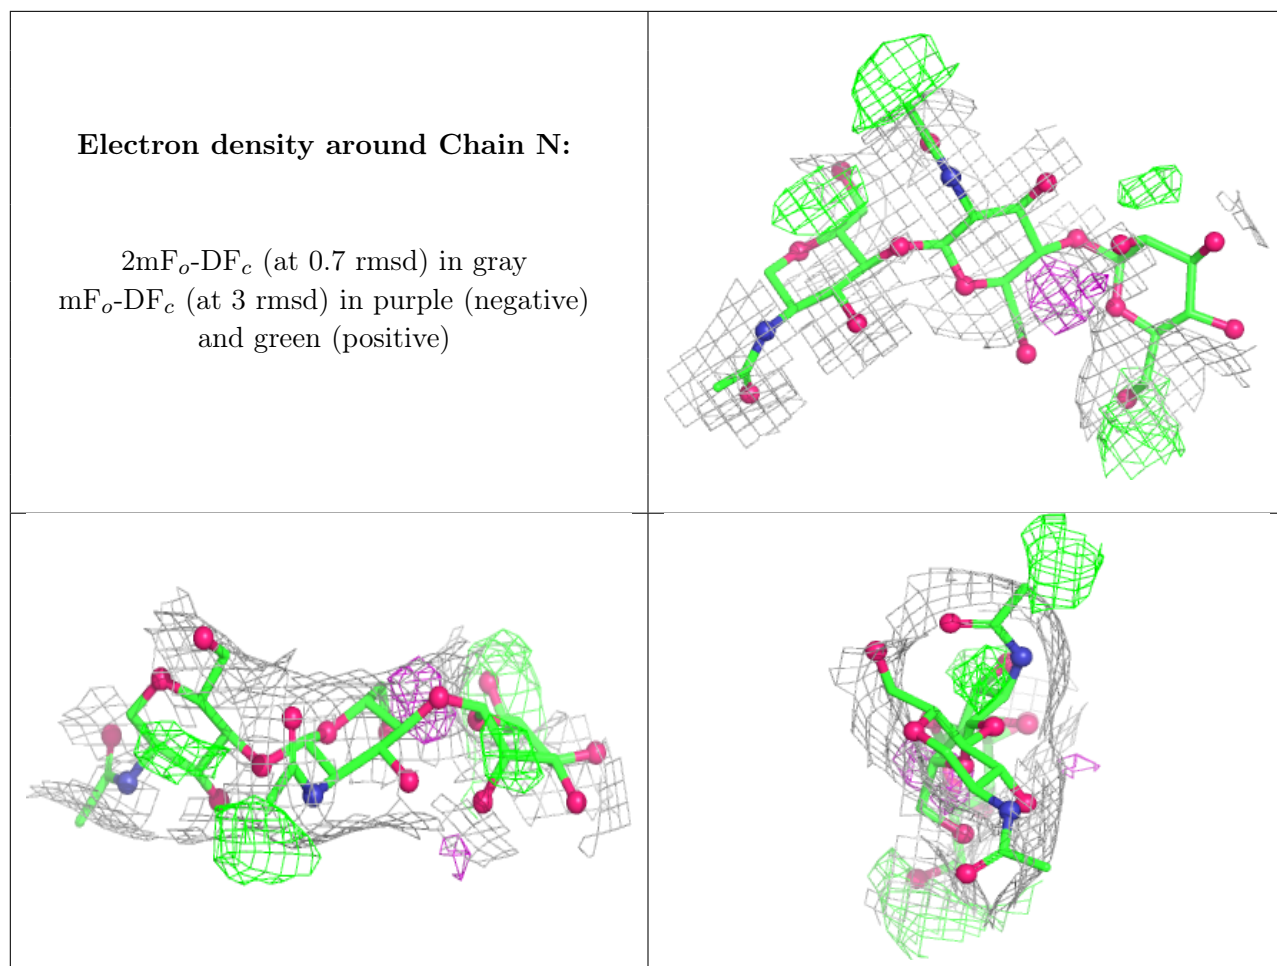 Electron density around Chain N:
2mFₒ-DF𝒸 (at 0.7 rmsd) in gray
mFₒ-DF𝒸 (at 3 rmsd) in purple (negative)
and green (positive)